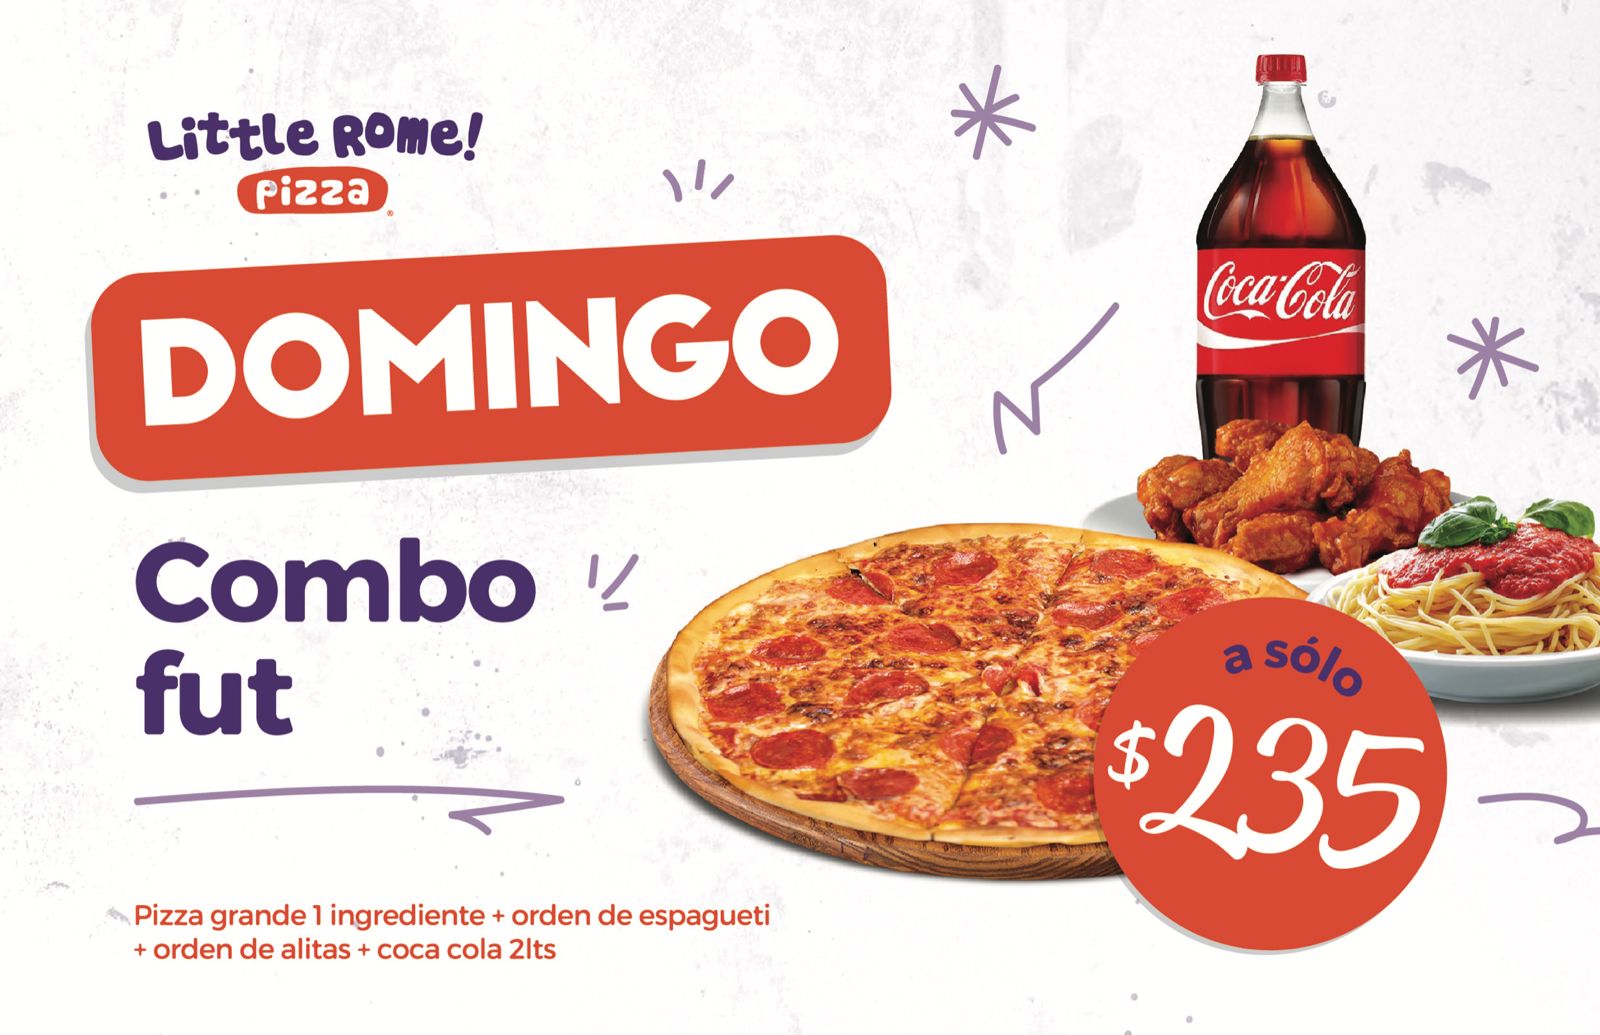 Little Rome!
Pizza
DOMINGO
Combo
fut
Pizza grande 1 ingrediente + orden de espagueti
+ orden de alitas + coca cola 2lts
Coca-Cola
a sólo
$235